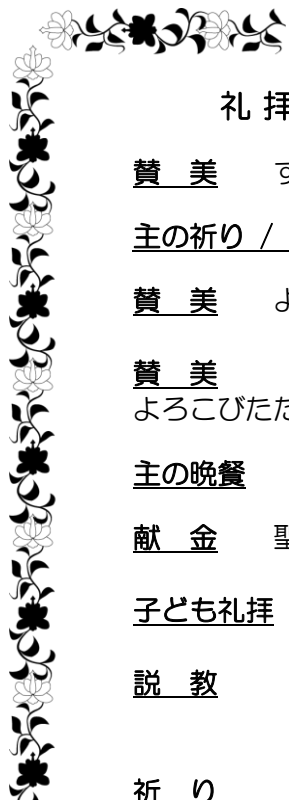 礼 拝
賛　美　　す
主の祈り /
賛　美　　よ
賛　美
よろこびたた
主の晩餐
献　金　　聖
子ども礼拝
説　教
祈　り